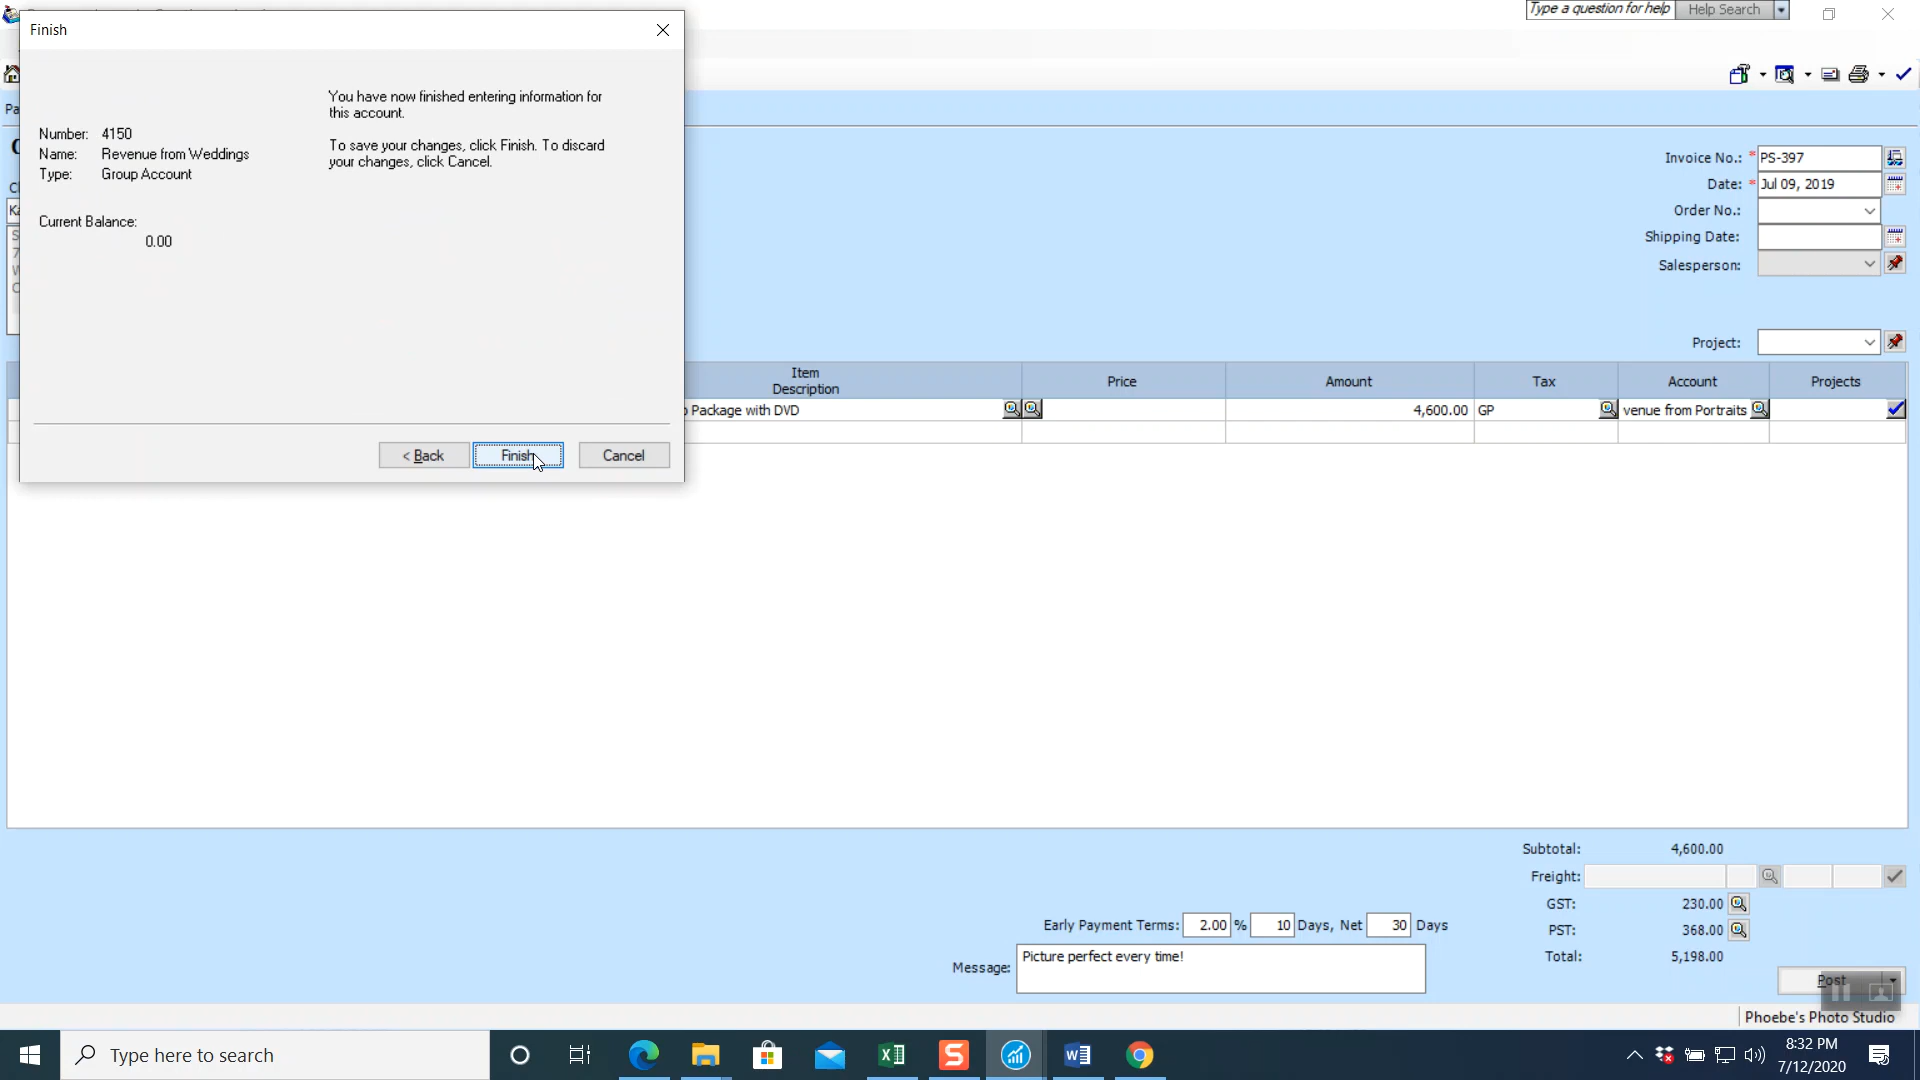 Finish
Type a question for help
Help Search
You have now finished entering information for
this account.
To save your changes, click Finish. To discard
your changes, click Cancel.
Number: 4150
Name: Revenue from Weddings
Type: Group Account
Current Balance:
0.00
< Back
Finish
Cancel
Invoice No.: * PS-397
Date: * Jul 09, 2019
Order No.:
Shipping Date:
Salesperson:
Project:
Item
Description
Price
Amount
Tax
Account
Projects
Package with DVD
4,600.00
GP
venue from Portraits
Subtotal: 4,600.00
Freight:
GST: 230.00
PST: 368.00
Total: 5,198.00
Early Payment Terms: 2.00 % 10 Days, Net 30 Days
Message: Picture perfect every time!
Post
Phoebe's Photo Studio
Type here to search
8:32 PM
7/12/2020